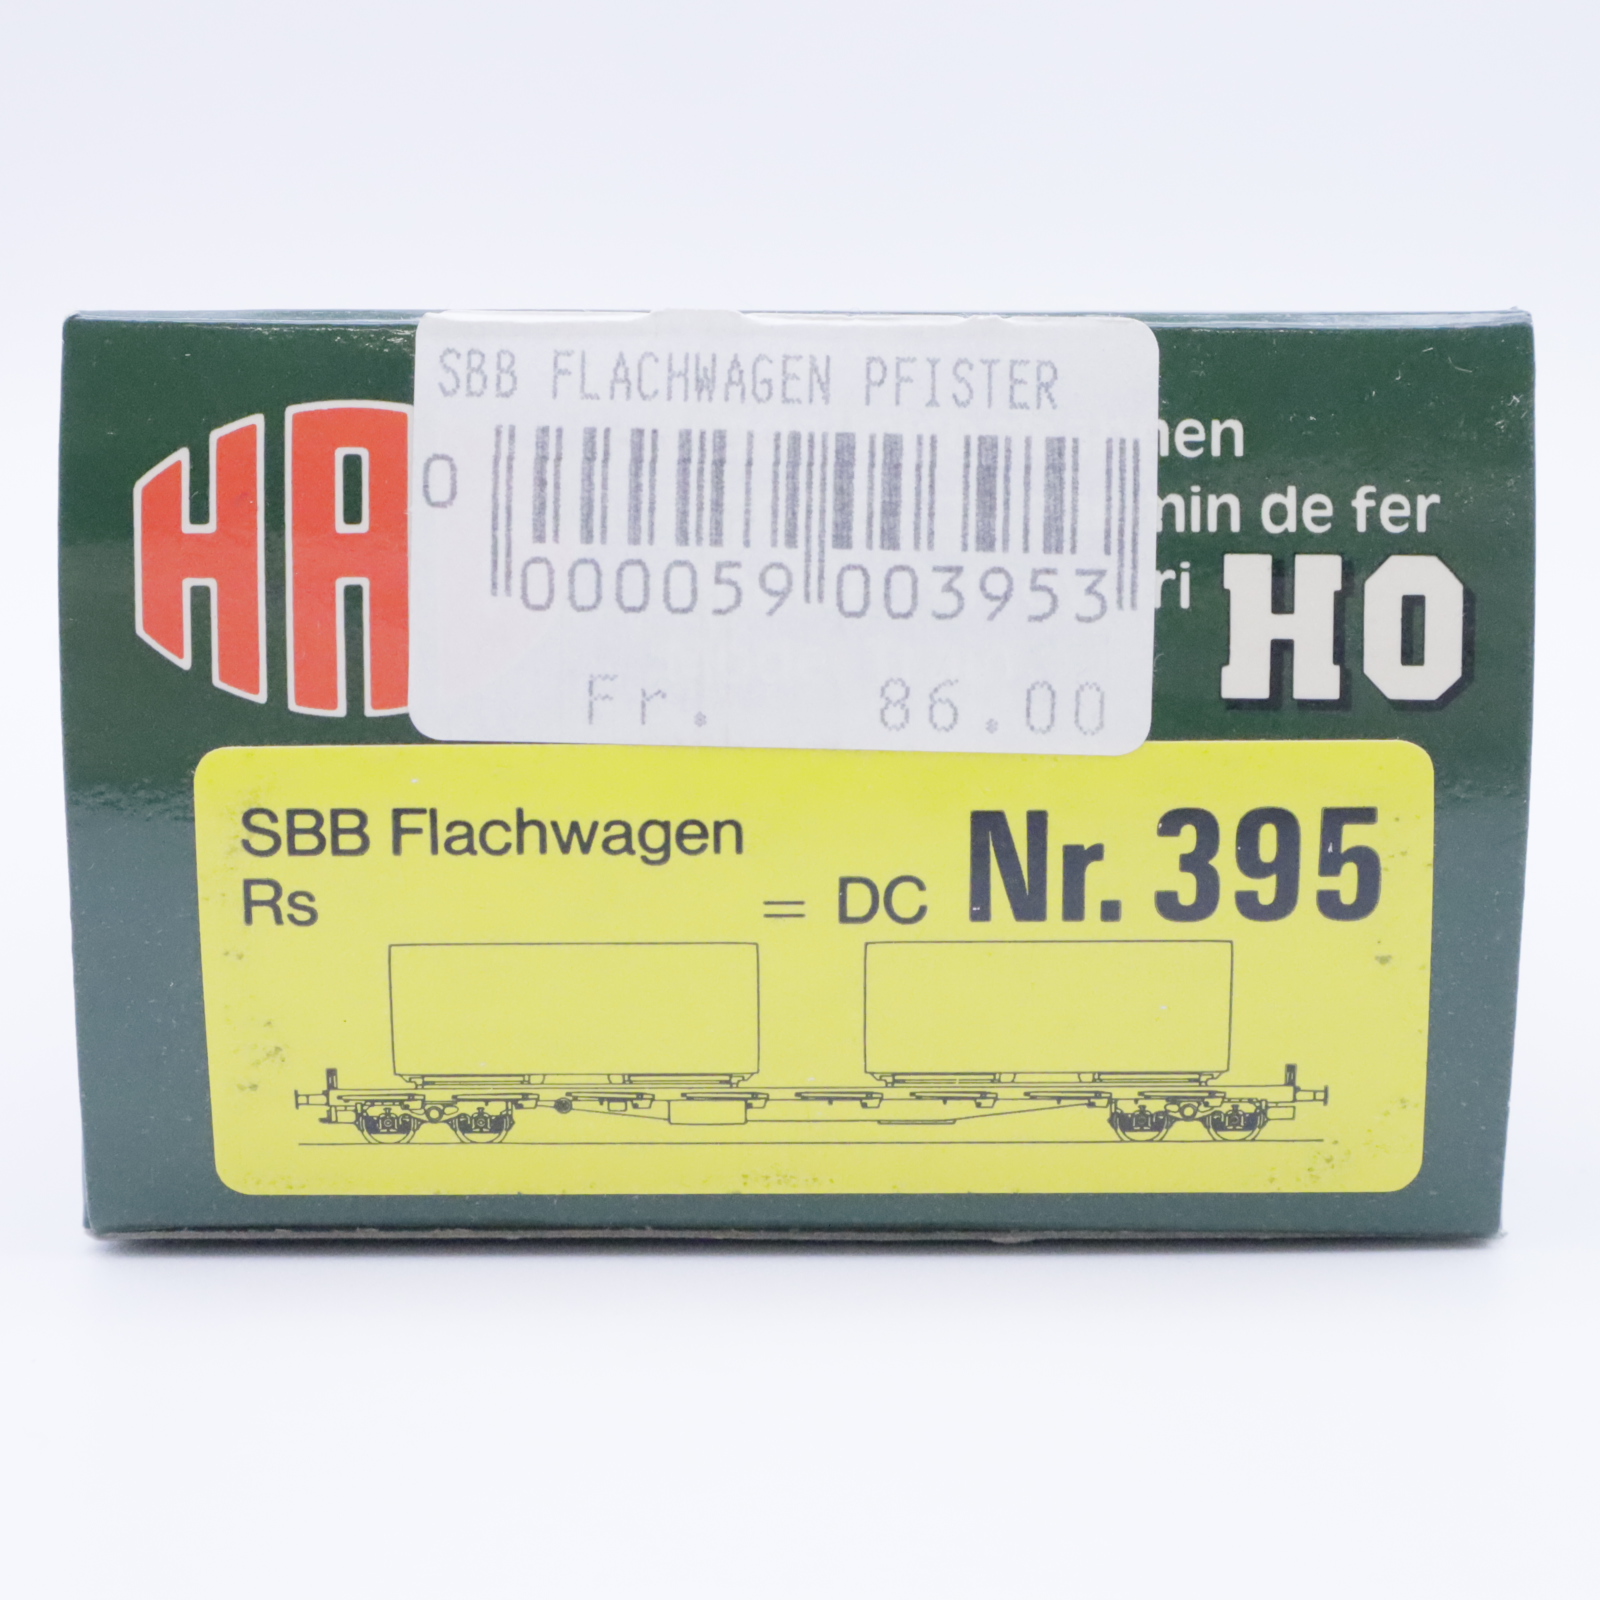 SBB FLACHWAGEN PFISTER
0
000059 003953
Fr. 86.00
HA
nen
min de fer
ri
HO
SBB Flachwagen
Rs = DC Nr. 395